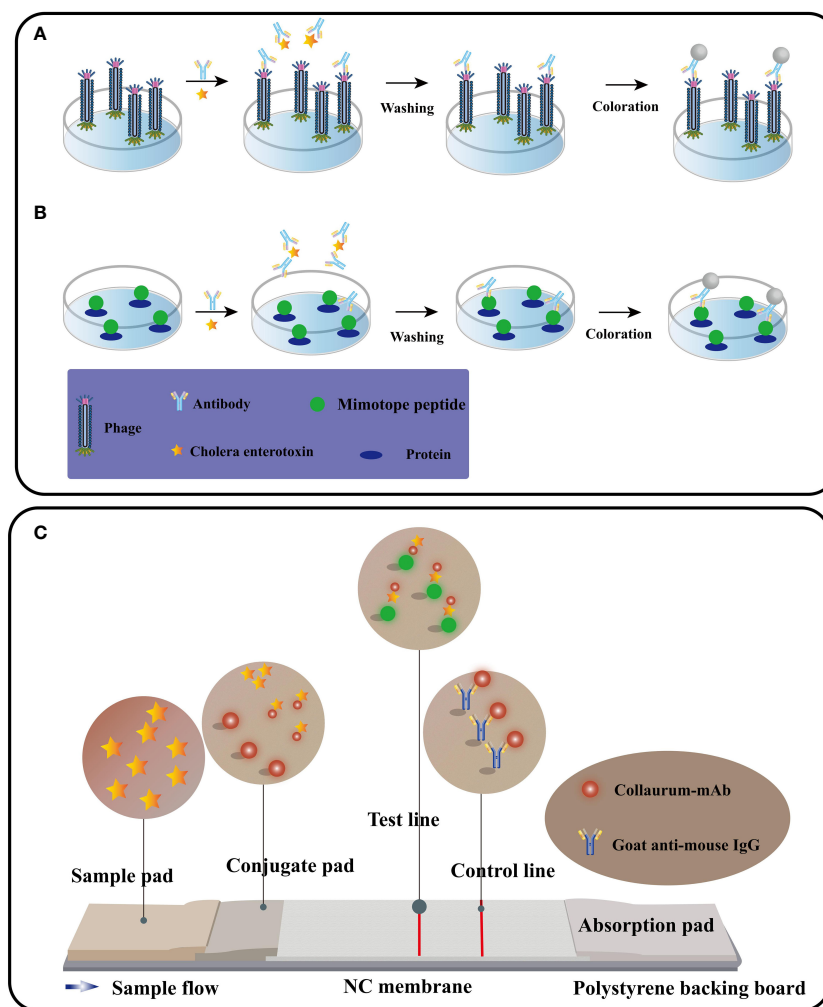 A
Washing
Coloration
B
Washing
Coloration
Phage
Antibody
Mimotope peptide
Cholera enterotoxin
Protein
C
Sample pad
Conjugate pad
Test line
Control line
Collaurum-mAb
Goat anti-mouse IgG
Absorption pad
Sample flow
NC membrane
Polystyrene backing board